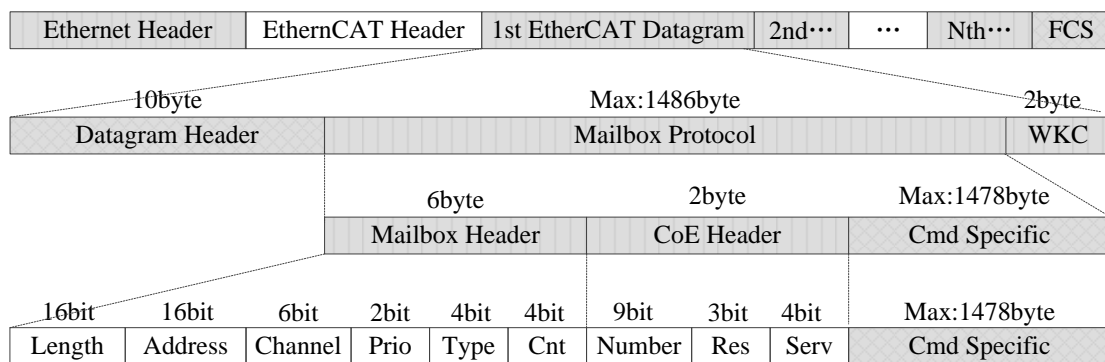 Ethernet Header EthernCAT Header 1st EtherCAT Datagram 2nd⋯ ⋯ Nth⋯ FCS
10byte Max:1486byte 2byte
Datagram Header Mailbox Protocol WKC
6byte 2byte Max:1478byte
Mailbox Header CoE Header Cmd Specific
16bit 16bit 6bit 2bit 4bit 4bit 9bit 3bit 4bit Max:1478byte
Length Address Channel Prio Type Cnt Number Res Serv Cmd Specific